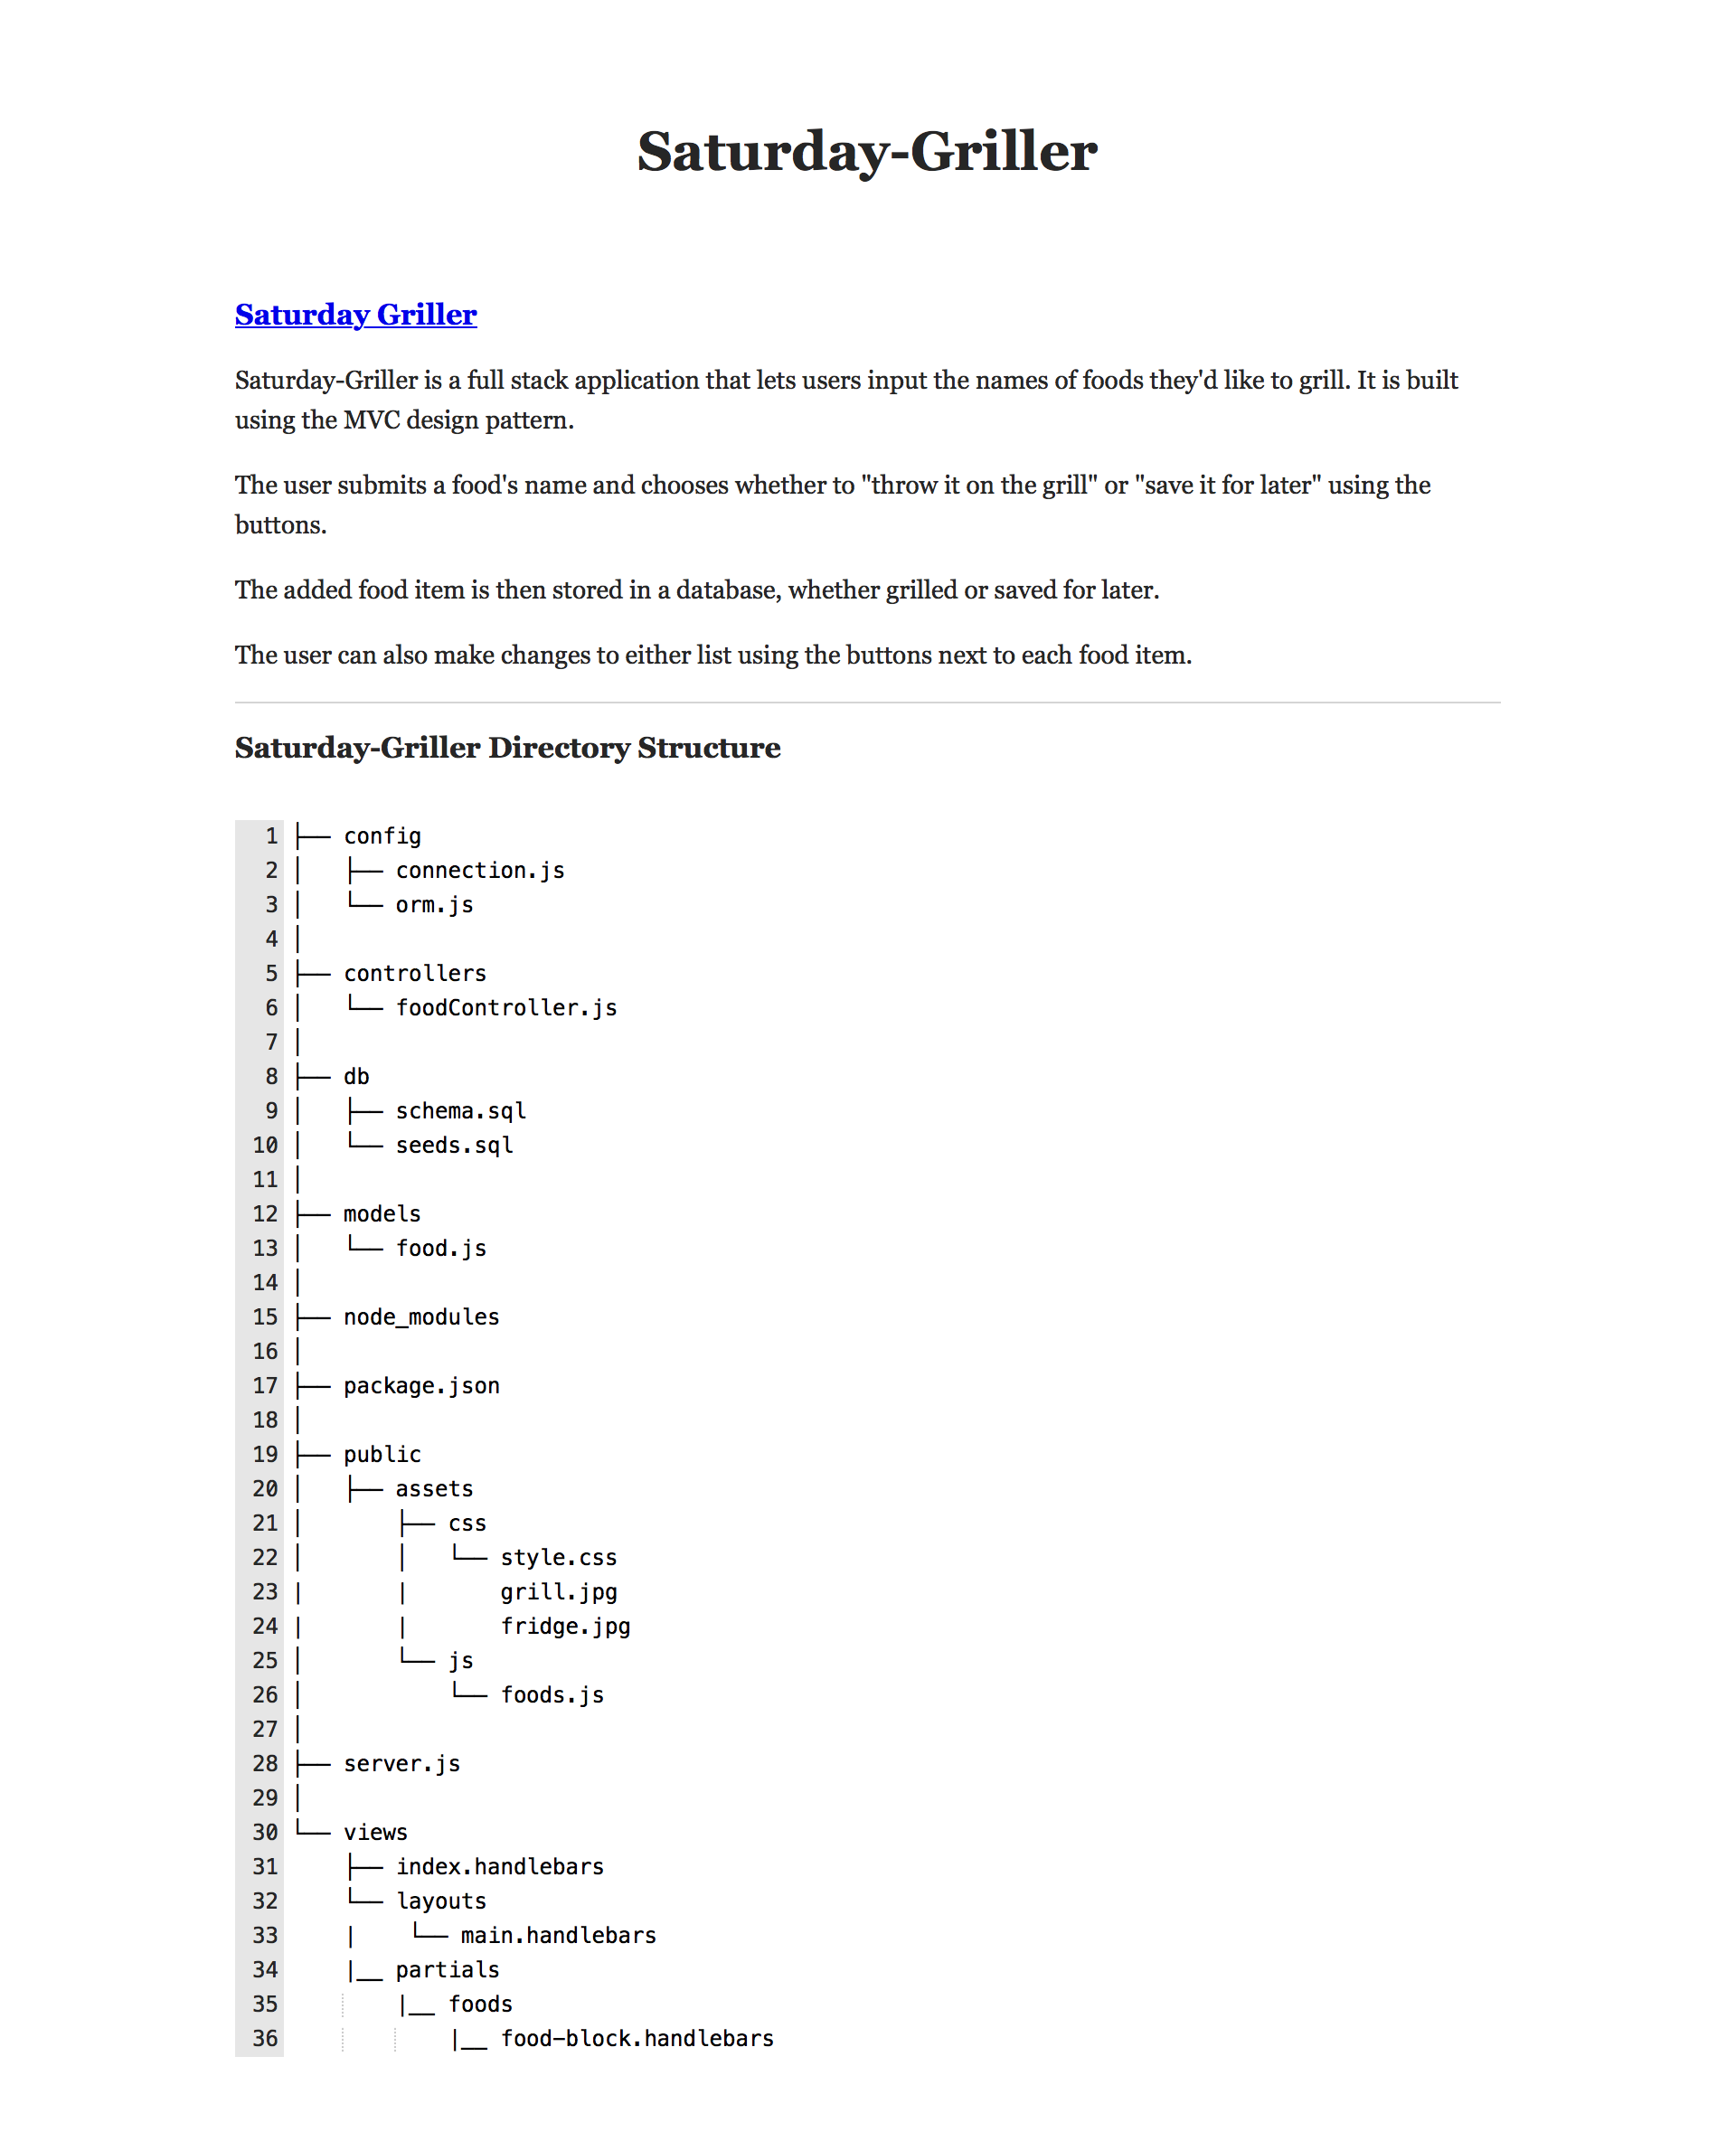 Saturday-Griller
Saturday Griller
Saturday-Griller is a full stack application that lets users input the names of foods they'd like to grill. It is built
using the MVC design pattern.
The user submits a food's name and chooses whether to "throw it on the grill" or "save it for later" using the
buttons.
The added food item is then stored in a database, whether grilled or saved for later.
The user can also make changes to either list using the buttons next to each food item.
Saturday-Griller Directory Structure
1 ├── config
2 │   ├── connection.js
3 │   └── orm.js
4 │
5 ├── controllers
6 │   └── foodController.js
7 │
8 ├── db
9 │   ├── schema.sql
10 │   └── seeds.sql
11 │
12 ├── models
13 │   └── food.js
14 │
15 ├── node_modules
16 │
17 ├── package.json
18 │
19 ├── public
20 │   ├── assets
21 │       ├── css
22 │       │   └── style.css
23 |       |       grill.jpg
24 |       |       fridge.jpg
25 │       └── js
26 │           └── foods.js
27 │
28 ├── server.js
29 │
30 └── views
31     ├── index.handlebars
32     └── layouts
33     |    └── main.handlebars
34     |__ partials
35         |__ foods
36             |__ food-block.handlebars